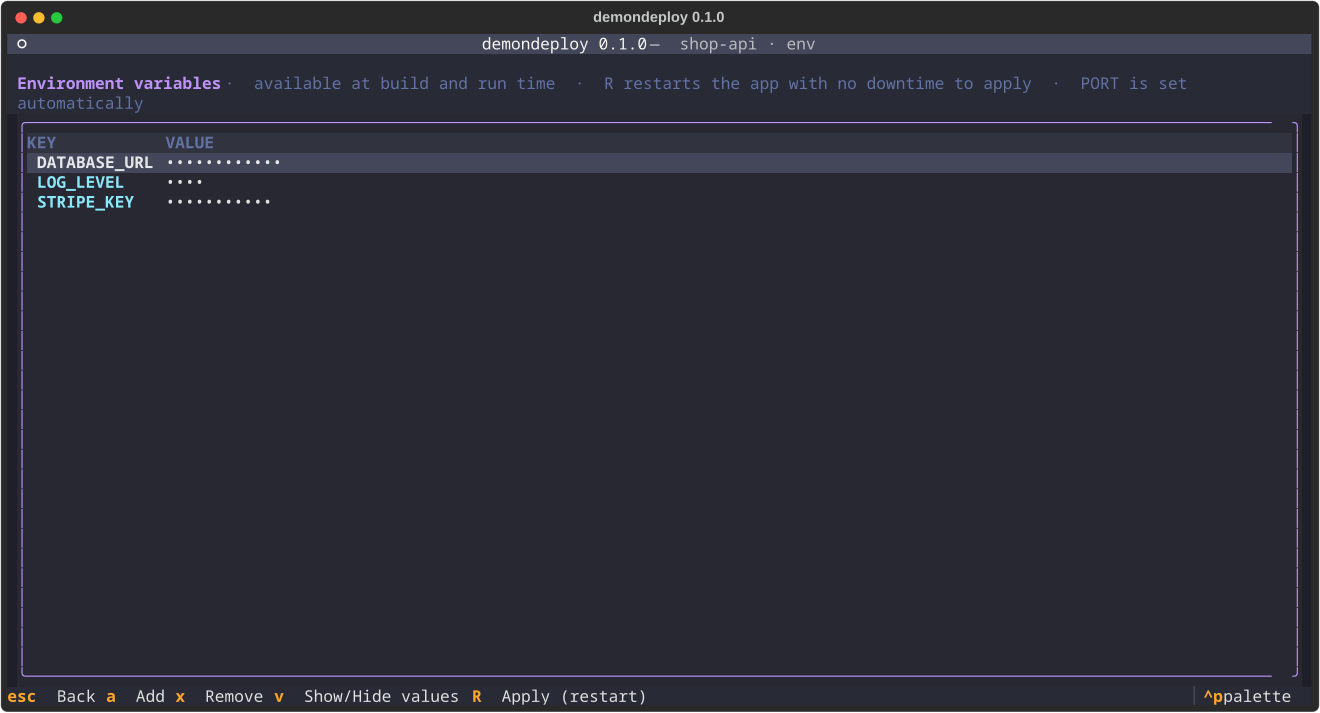 demondeploy 0.1.0
demondeploy 0.1.0— shop-api · env
Environment variables · available at build and run time · R restarts the app with no downtime to apply · PORT is set
automatically
KEY VALUE
DATABASE_URL ••••••••••••
LOG_LEVEL ••••
STRIPE_KEY •••••••••••
esc Back a Add x Remove v Show/Hide values R Apply (restart) ^ppalette